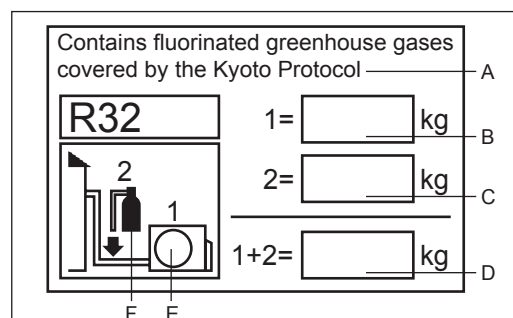 Contains fluorinated greenhouse gases
covered by the Kyoto Protocol
A
R32
1=
kg
B
2
1
2=
kg
C
1+2=
kg
D
F
E